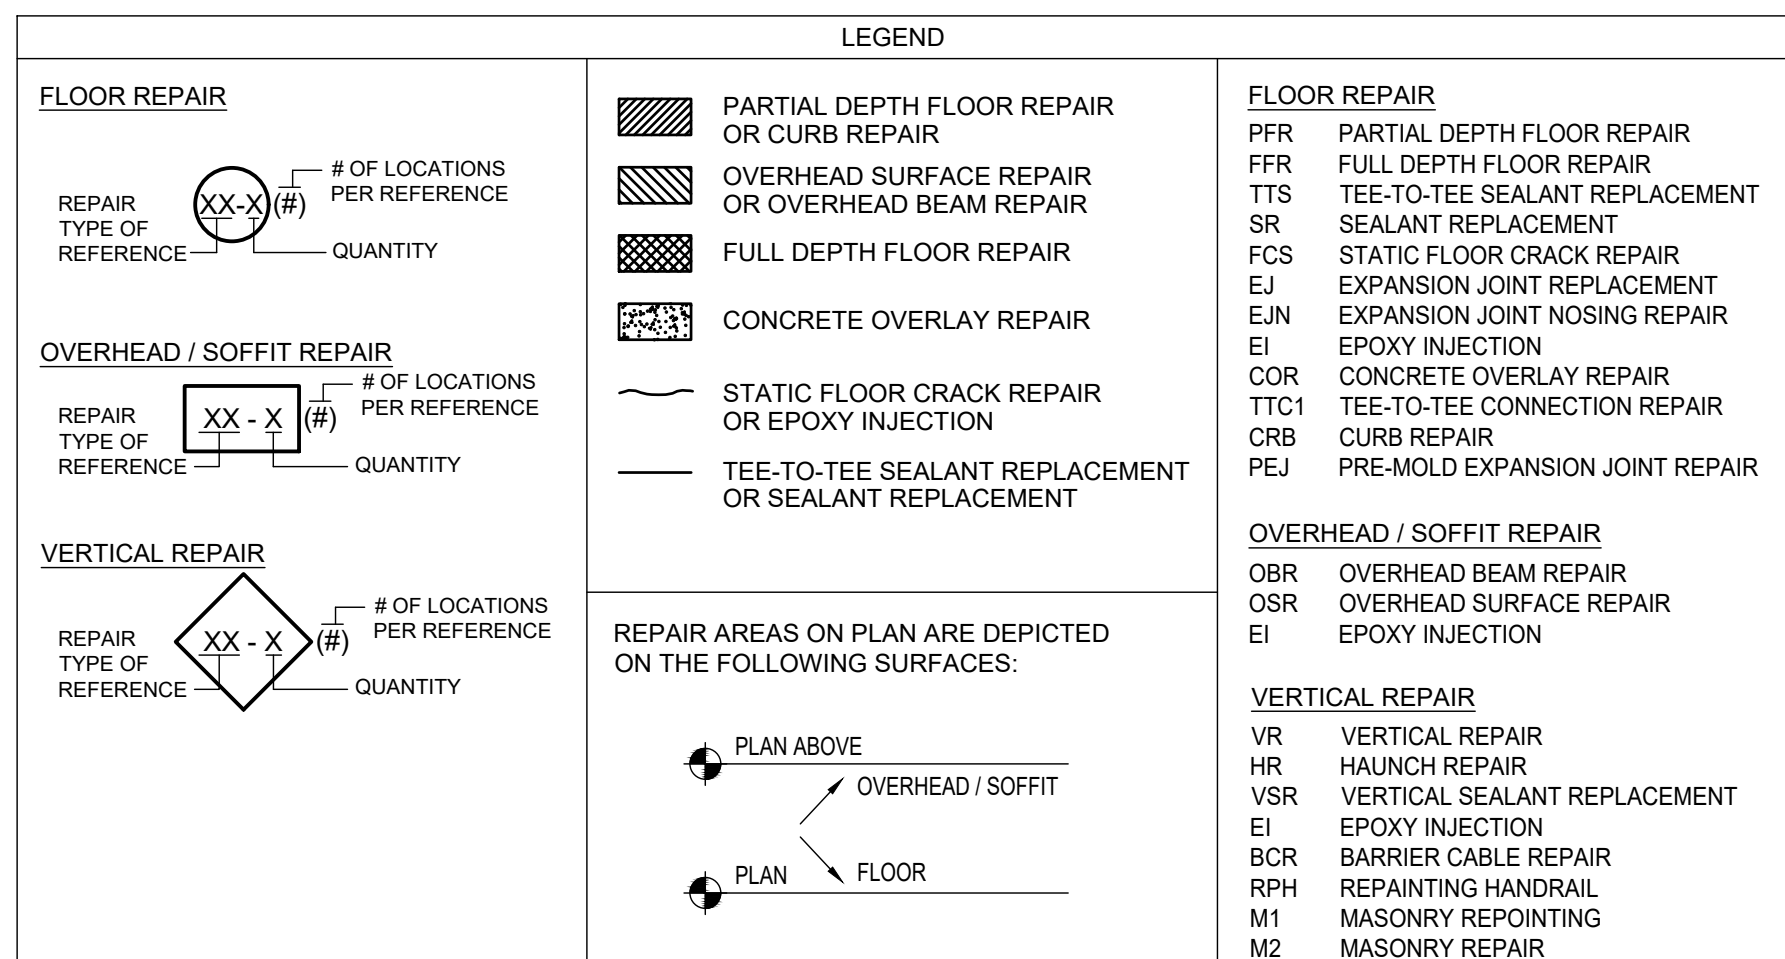 LEGEND
FLOOR REPAIR
# OF LOCATIONS
PER REFERENCE
XX-X (#)
REPAIR
TYPE OF
REFERENCE
QUANTITY
OVERHEAD / SOFFIT REPAIR
# OF LOCATIONS
PER REFERENCE
XX - X (#)
REPAIR
TYPE OF
REFERENCE
QUANTITY
VERTICAL REPAIR
# OF LOCATIONS
PER REFERENCE
XX - X (#)
REPAIR
TYPE OF
REFERENCE
QUANTITY
PARTIAL DEPTH FLOOR REPAIR
OR CURB REPAIR
OVERHEAD SURFACE REPAIR
OR OVERHEAD BEAM REPAIR
FULL DEPTH FLOOR REPAIR
CONCRETE OVERLAY REPAIR
STATIC FLOOR CRACK REPAIR
OR EPOXY INJECTION
TEE-TO-TEE SEALANT REPLACEMENT
OR SEALANT REPLACEMENT
REPAIR AREAS ON PLAN ARE DEPICTED
ON THE FOLLOWING SURFACES:
PLAN ABOVE
OVERHEAD / SOFFIT
PLAN
FLOOR
FLOOR REPAIR
PFR PARTIAL DEPTH FLOOR REPAIR
FFR FULL DEPTH FLOOR REPAIR
TTS TEE-TO-TEE SEALANT REPLACEMENT
SR SEALANT REPLACEMENT
FCS STATIC FLOOR CRACK REPAIR
EJ EXPANSION JOINT REPLACEMENT
EJN EXPANSION JOINT NOSING REPAIR
EI EPOXY INJECTION
COR CONCRETE OVERLAY REPAIR
TTC1 TEE-TO-TEE CONNECTION REPAIR
CRB CURB REPAIR
PEJ PRE-MOLD EXPANSION JOINT REPAIR
OVERHEAD / SOFFIT REPAIR
OBR OVERHEAD BEAM REPAIR
OSR OVERHEAD SURFACE REPAIR
EI EPOXY INJECTION
VERTICAL REPAIR
VR VERTICAL REPAIR
HR HAUNCH REPAIR
VSR VERTICAL SEALANT REPLACEMENT
EI EPOXY INJECTION
BCR BARRIER CABLE REPAIR
RPH REPAINTING HANDRAIL
M1 MASONRY REPOINTING
M2 MASONRY REPAIR